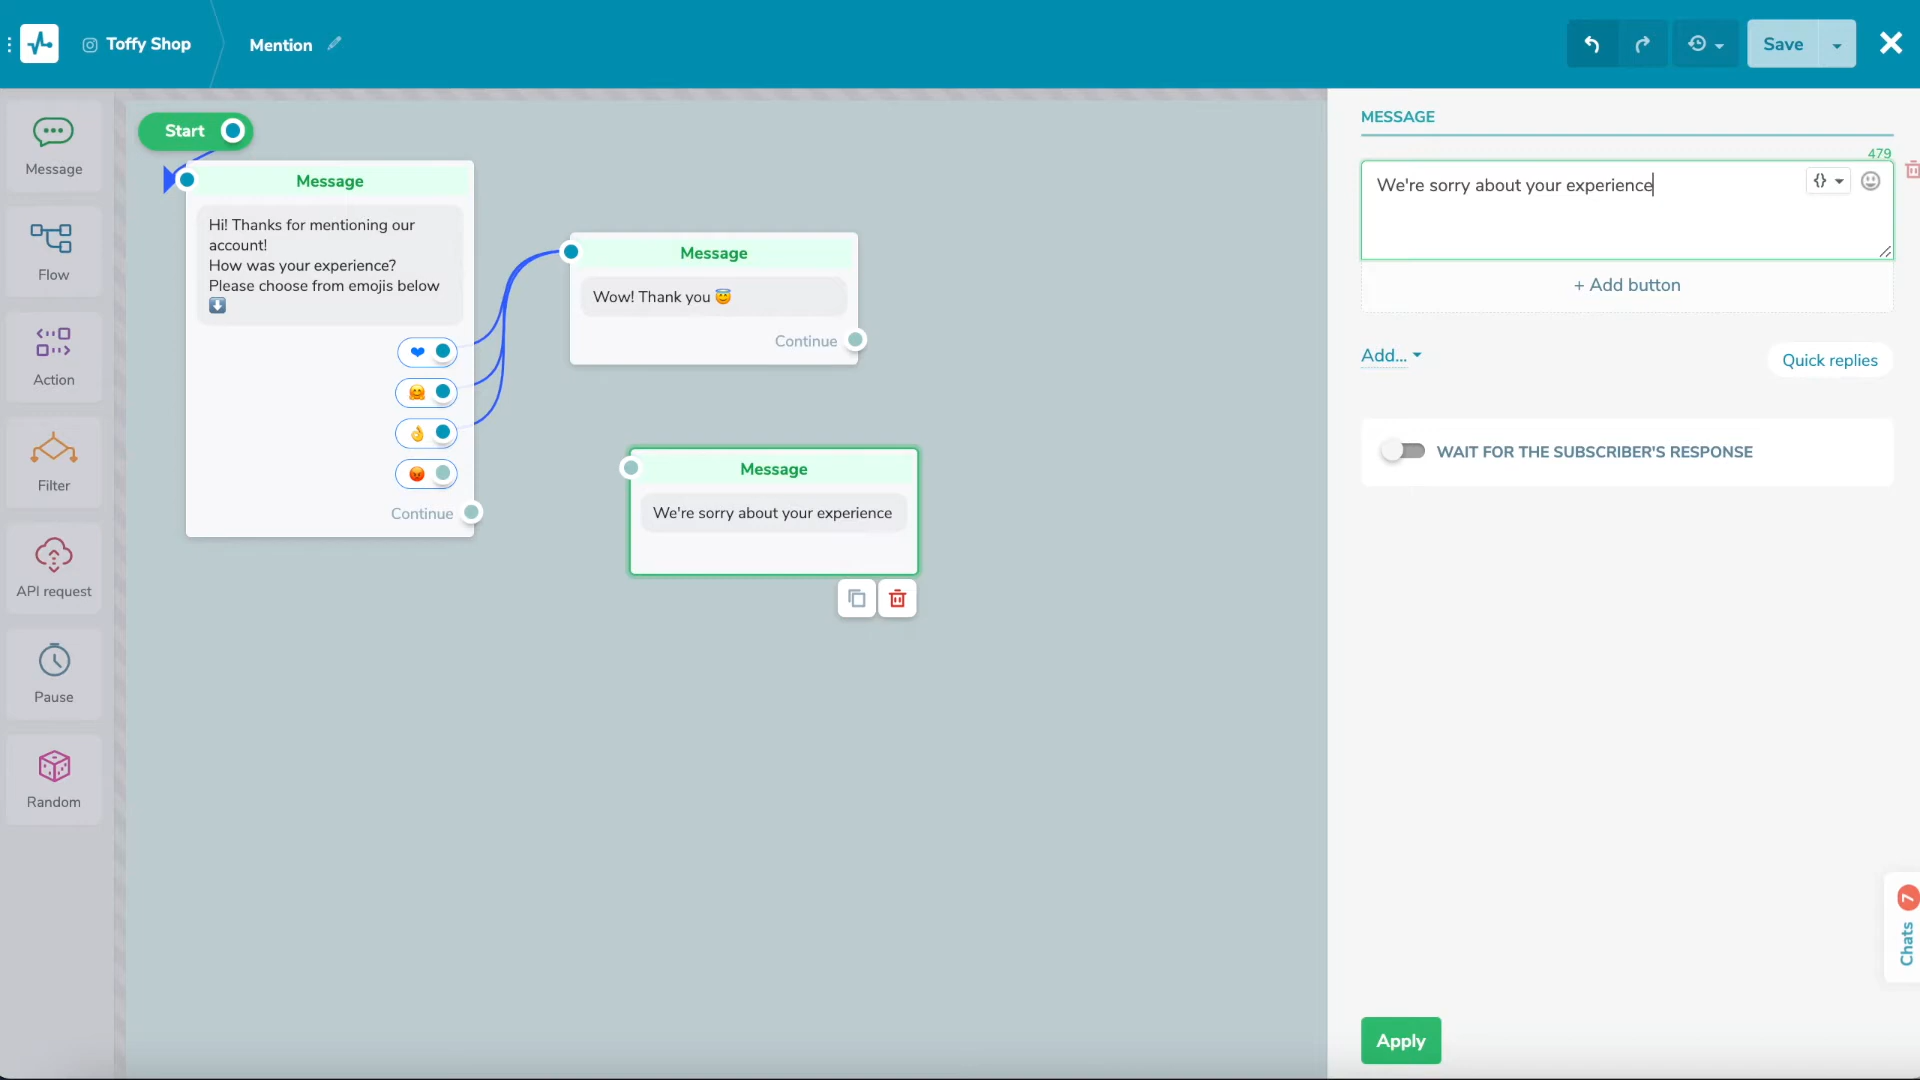 Toffy Shop
Mention
Save
Message
Flow
Action
Filter
API request
Pause
Random
Start
Message
Hi! Thanks for mentioning our
account!
How was your experience?
Please choose from emojis below
⬇️
❤
🤗
👌
😡
Continue
Message
Wow! Thank you 😇
Continue
Message
We're sorry about your experience
MESSAGE
479
We're sorry about your experience
{}
+ Add button
Add...
Quick replies
WAIT FOR THE SUBSCRIBER'S RESPONSE
Chats 7
Apply